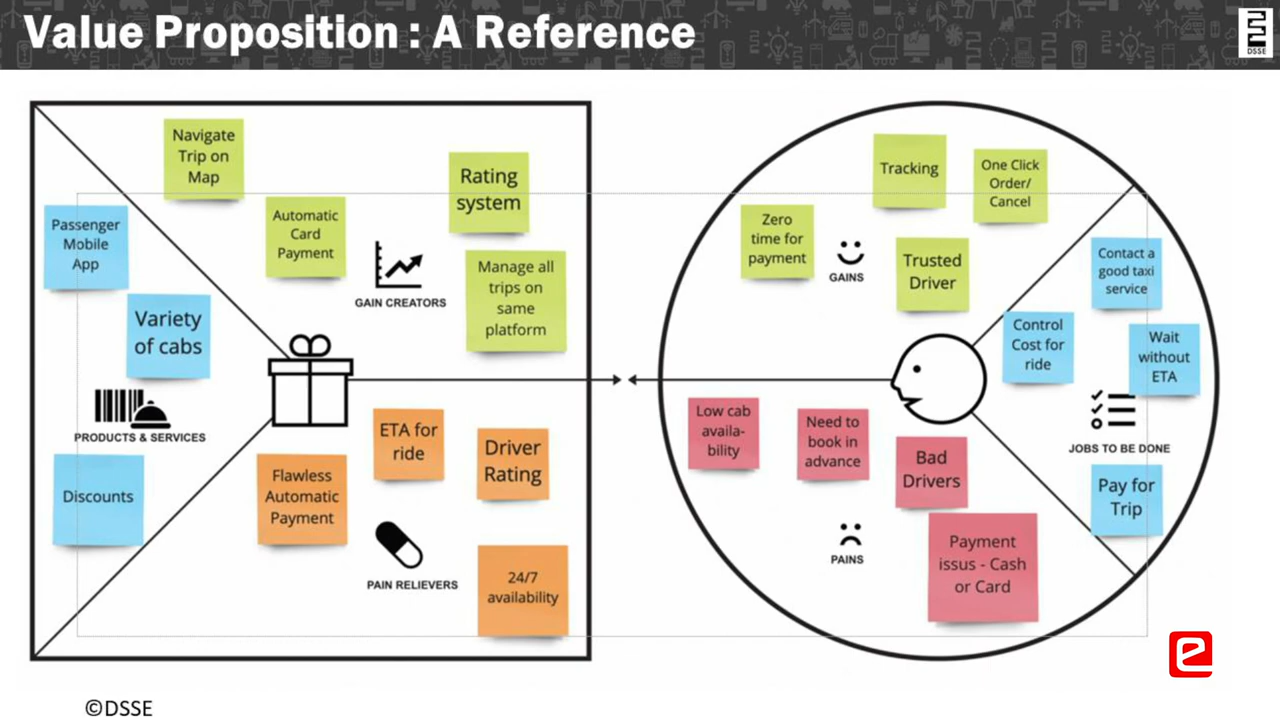 Value Proposition : A Reference
DSSE
Navigate
Trip on
Map
Rating
system
Automatic
Card
Payment
Passenger
Mobile
App
Manage all
trips on
same
platform
GAIN CREATORS
Variety
of cabs
PRODUCTS & SERVICES
Discounts
ETA for
ride
Driver
Rating
Flawless
Automatic
Payment
PAIN RELIEVERS
24/7
availability
Tracking
One Click
Order/
Cancel
Zero
time for
payment
GAINS
Trusted
Driver
Contact a
good taxi
service
Control
Cost for
ride
Wait
without
ETA
JOBS TO BE DONE
Pay for
Trip
Low cab
availa-
bility
Need to
book in
advance
Bad
Drivers
PAINS
Payment
issus - Cash
or Card
e
©DSSE